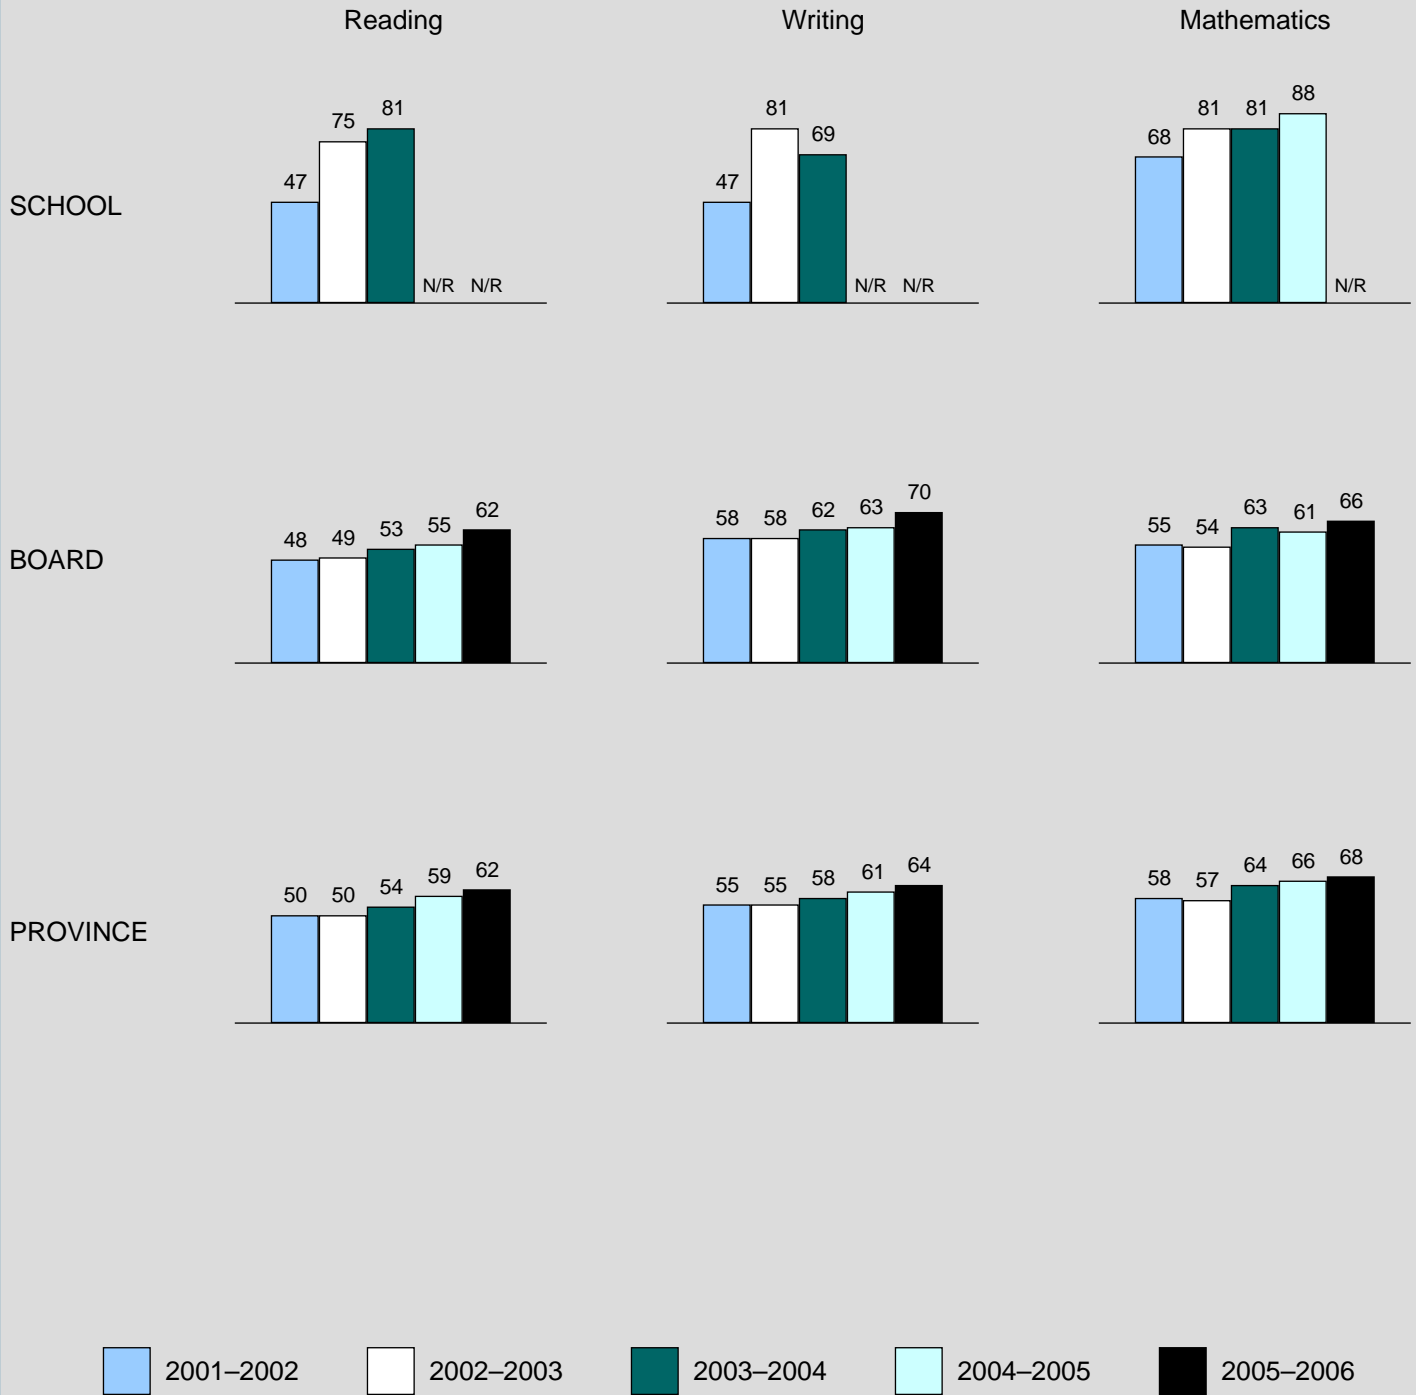 Reading Writing Mathematics
SCHOOL
47 75 81 N/R N/R
47 81 69 N/R N/R
68 81 81 88 N/R
BOARD
48 49 53 55 62
58 58 62 63 70
55 54 63 61 66
PROVINCE
50 50 54 59 62
55 55 58 61 64
58 57 64 66 68
2001–2002 2002–2003 2003–2004 2004–2005 2005–2006